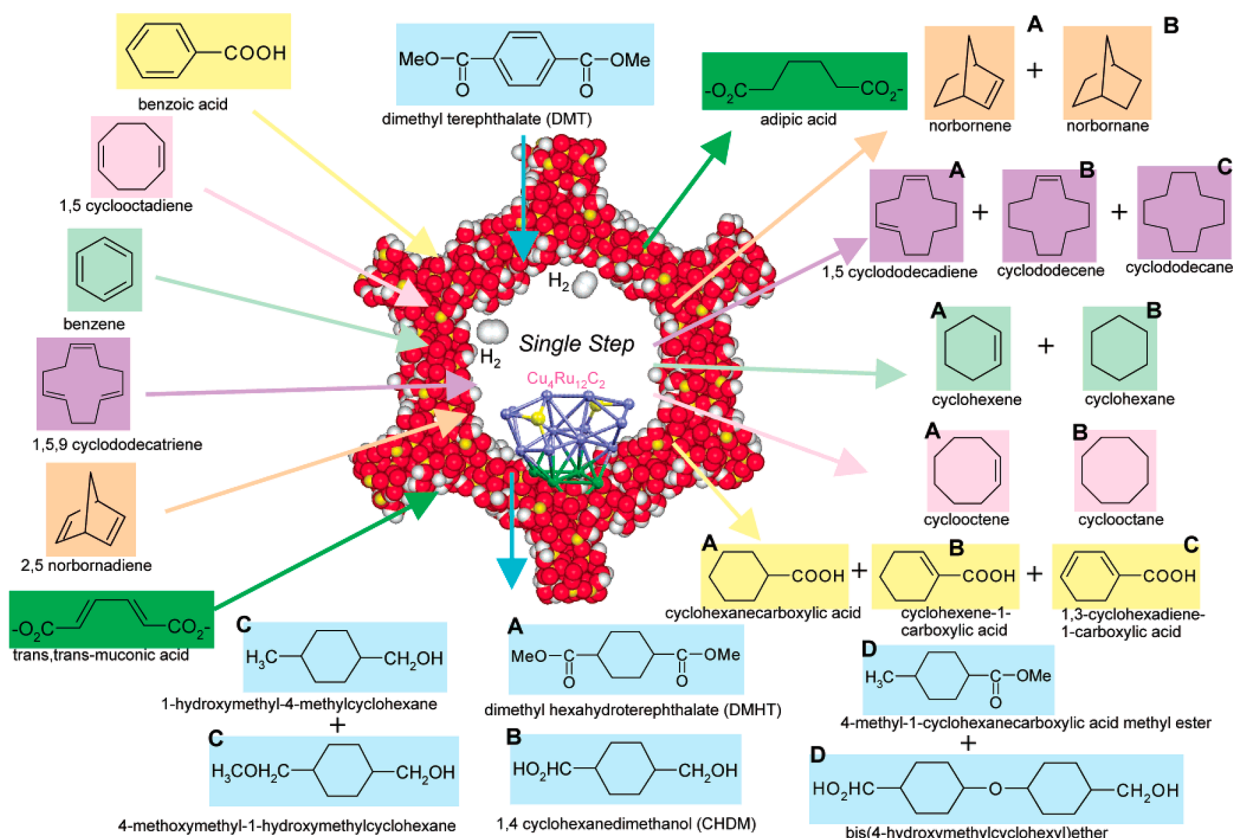 COOH
benzoic acid
MeO
C
O
C
O
OMe
dimethyl terephthalate (DMT)
-O₂C
CO₂-
adipic acid
A
+
B
norbornene
norbornane
1,5 cyclooctadiene
A
+
B
+
C
1,5 cyclododecadiene
cyclododecene
cyclododecane
benzene
H₂
H₂
Single Step
Cu₄Ru₁₂C₂
A
+
B
cyclohexene
cyclohexane
1,5,9 cyclododecatriene
A
B
cyclooctene
cyclooctane
2,5 norbornadiene
A
COOH
+
B
COOH
+
C
COOH
cyclohexanecarboxylic acid
cyclohexene-1-
carboxylic acid
1,3-cyclohexadiene-
1-carboxylic acid
-O₂C
CO₂-
trans,trans-muconic acid
C
H₃C
CH₂OH
1-hydroxymethyl-4-methylcyclohexane
+
C
H₃COH₂C
CH₂OH
4-methoxymethyl-1-hydroxymethylcyclohexane
A
MeO
C
O
C
O
OMe
dimethyl hexahydroterephthalate (DMHT)
B
HO₂HC
CH₂OH
1,4 cyclohexanedimethanol (CHDM)
D
H₃C
C
O
OMe
4-methyl-1-cyclohexanecarboxylic acid methyl ester
+
D
HO₂HC
O
CH₂OH
bis(4-hydroxymethylcyclohexyl)ether